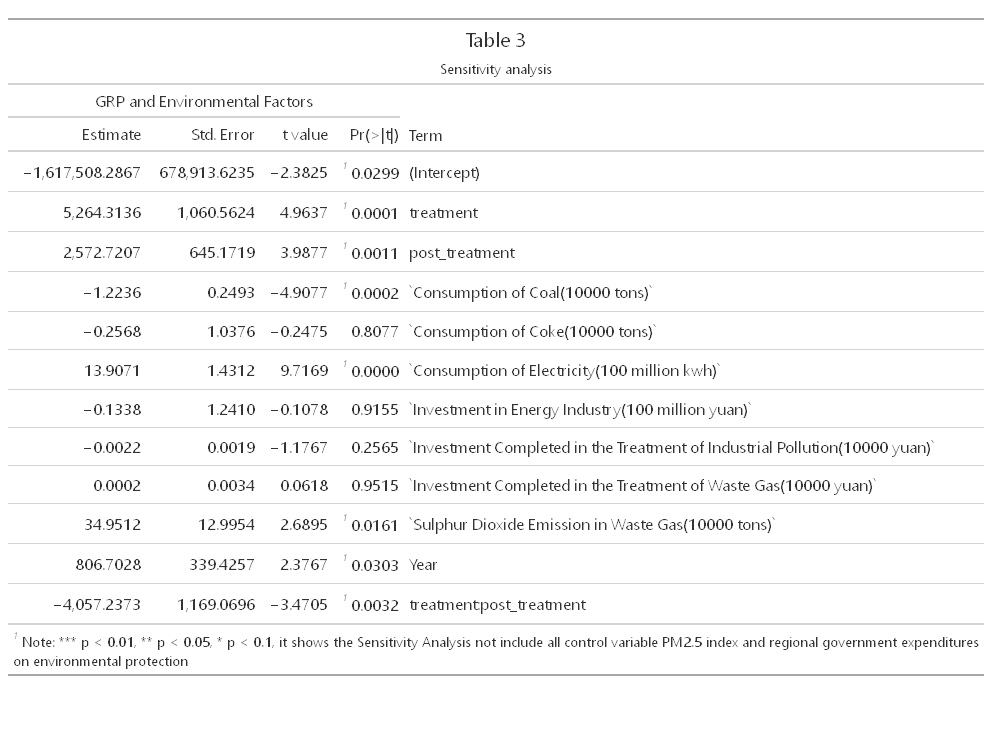 Table 3
Sensitivity analysis
GRP and Environmental Factors
Estimate Std. Error t value Pr(>|t|) Term
−1,617,508.2867 678,913.6235 −2.3825 1 0.0299 (Intercept)
5,264.3136 1,060.5624 4.9637 1 0.0001 treatment
2,572.7207 645.1719 3.9877 1 0.0011 post_treatment
−1.2236 0.2493 −4.9077 1 0.0002 `Consumption of Coal(10000 tons)`
−0.2568 1.0376 −0.2475 0.8077 `Consumption of Coke(10000 tons)`
13.9071 1.4312 9.7169 1 0.0000 `Consumption of Electricity(100 million kwh)`
−0.1338 1.2410 −0.1078 0.9155 `Investment in Energy Industry(100 million yuan)`
−0.0022 0.0019 −1.1767 0.2565 `Investment Completed in the Treatment of Industrial Pollution(10000 yuan)`
0.0002 0.0034 0.0618 0.9515 `Investment Completed in the Treatment of Waste Gas(10000 yuan)`
34.9512 12.9954 2.6895 1 0.0161 `Sulphur Dioxide Emission in Waste Gas(10000 tons)`
806.7028 339.4257 2.3767 1 0.0303 Year
−4,057.2373 1,169.0696 −3.4705 1 0.0032 treatment:post_treatment
1 Note: *** p < 0.01, ** p < 0.05, * p < 0.1, it shows the Sensitivity Analysis not include all control variable PM2.5 index and regional government expenditures
on environmental protection